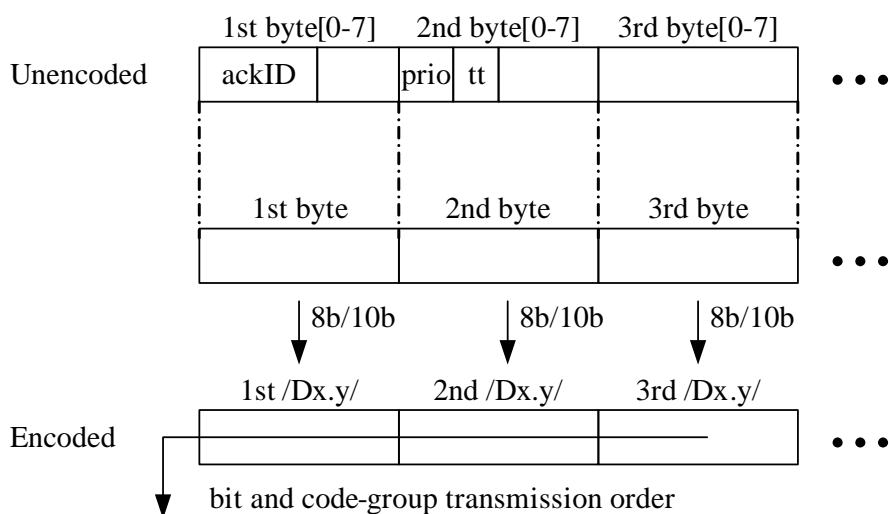 1st byte[0-7] 2nd byte[0-7] 3rd byte[0-7]
Unencoded ackID prio tt
1st byte 2nd byte 3rd byte
8b/10b 8b/10b 8b/10b
1st /Dx.y/ 2nd /Dx.y/ 3rd /Dx.y/
Encoded
bit and code-group transmission order